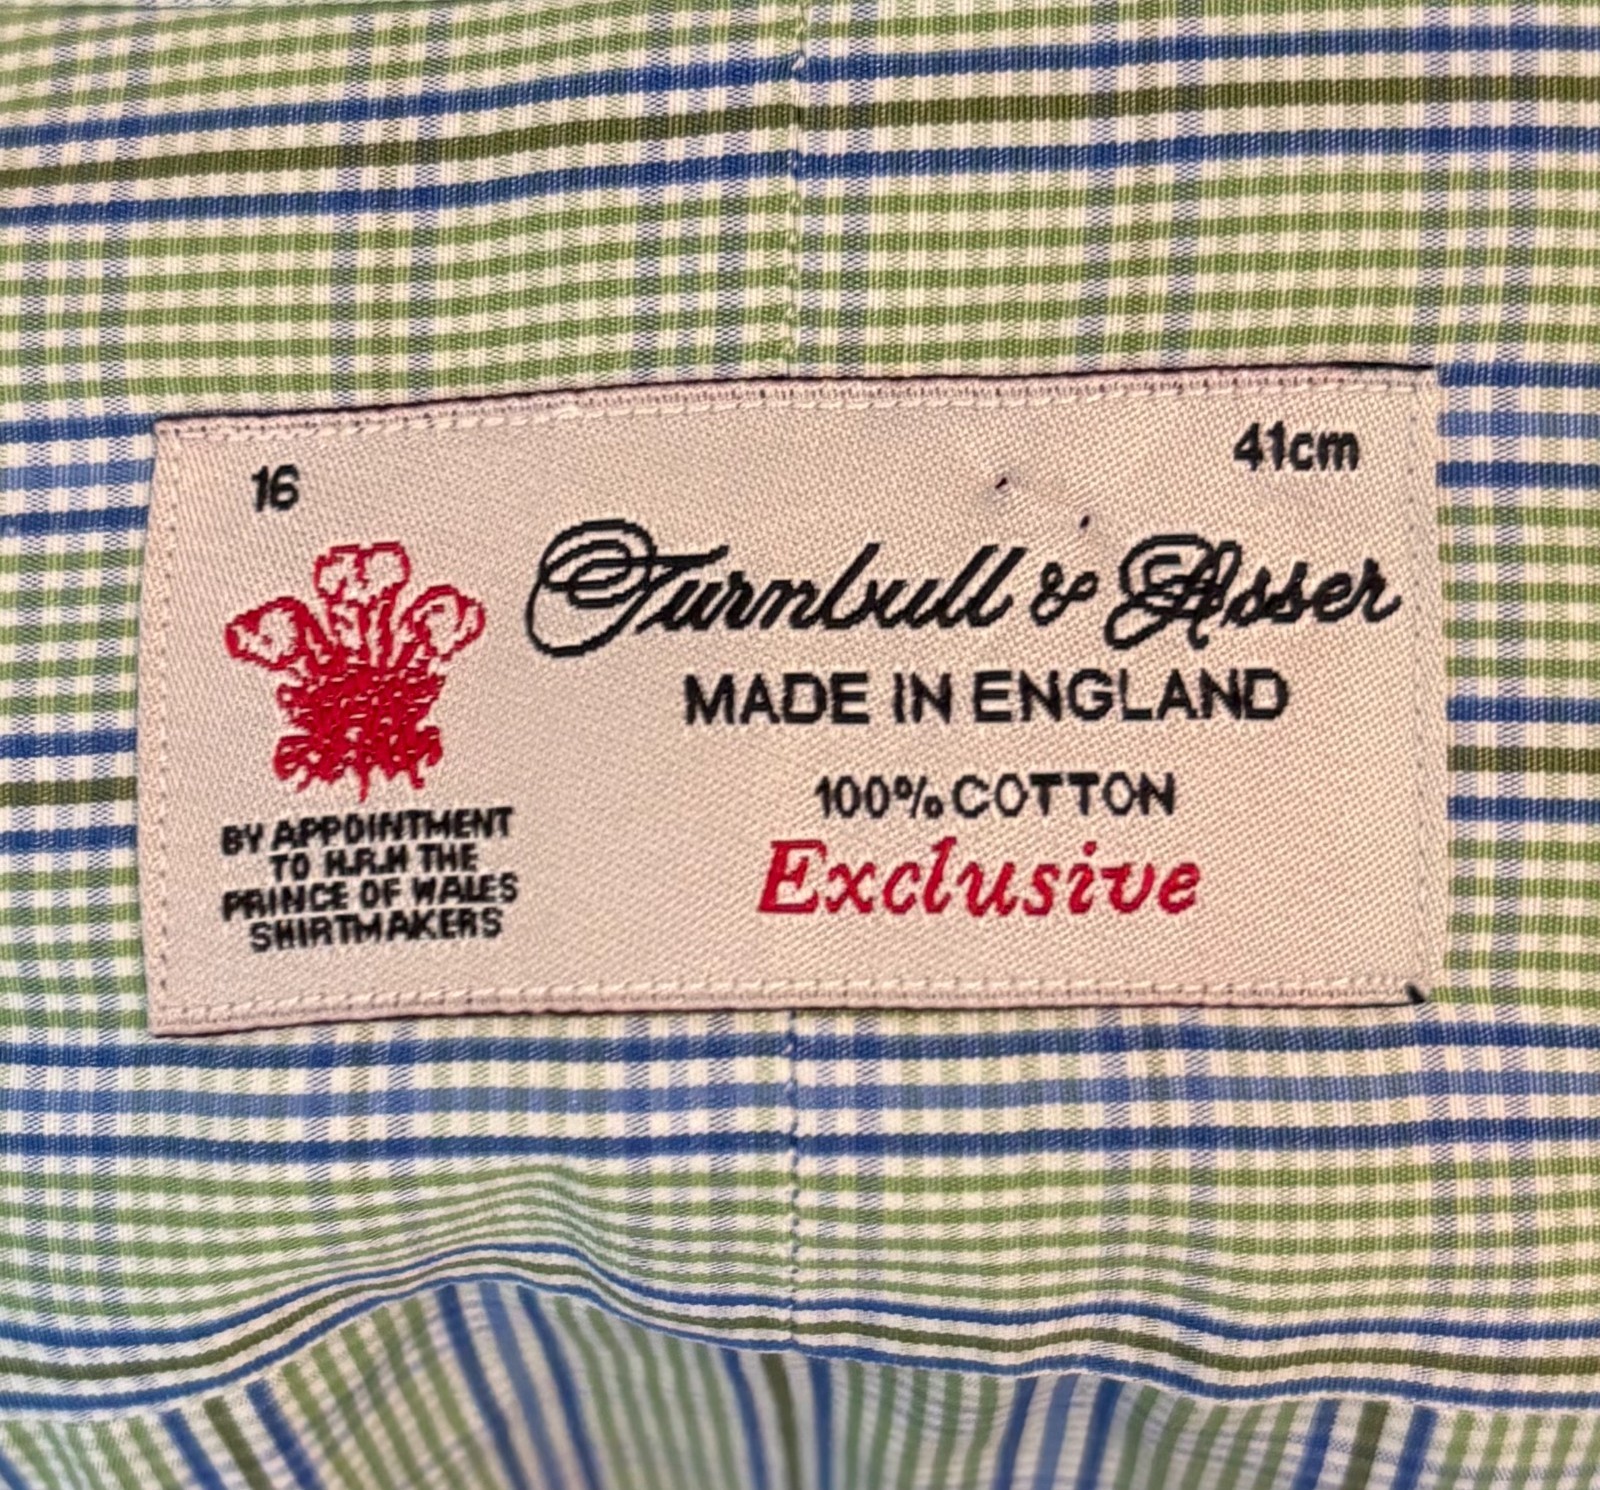 16
41cm
Turnbull & Asser
MADE IN ENGLAND
100% COTTON
Exclusive
BY APPOINTMENT
TO H.R.H THE
PRINCE OF WALES
SHIRTMAKERS